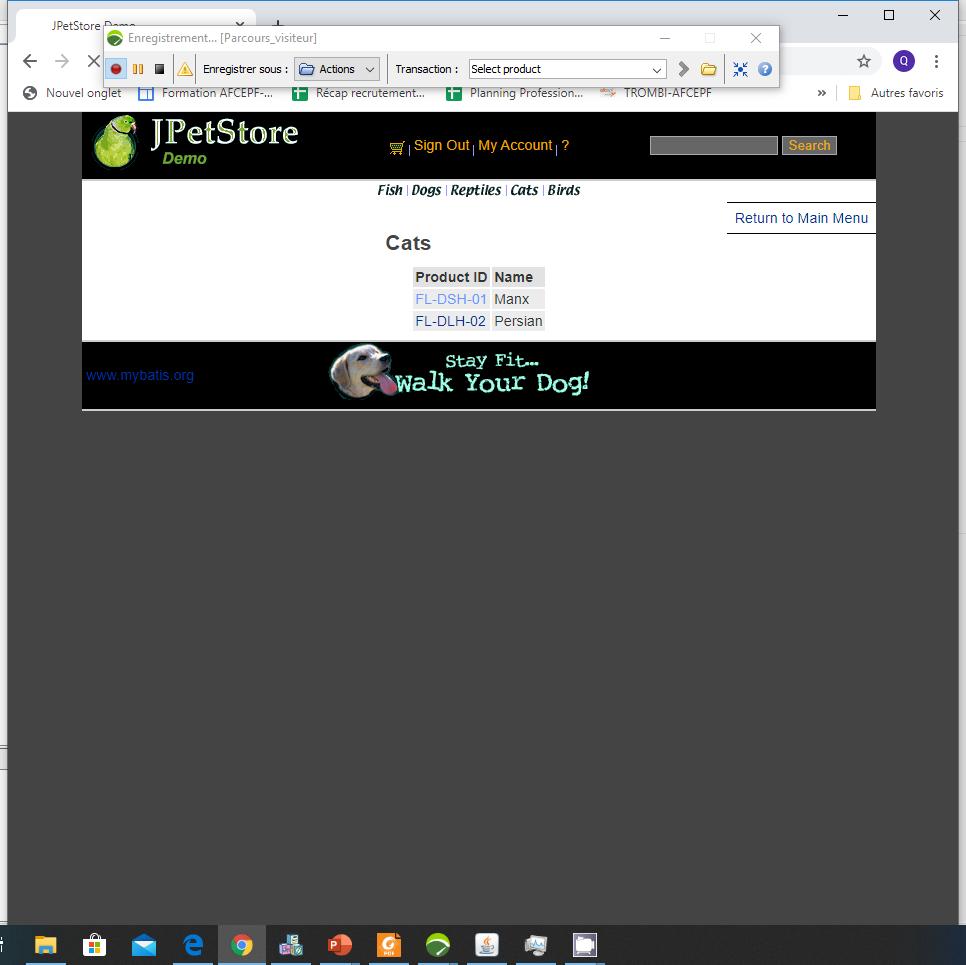 JPetStore Demo
Enregistrement... [Parcours_visiteur]
Enregistrer sous : Actions Transaction : Select product
Q
Nouvel onglet Formation AFCEPF-... Récap recrutement... Planning Profession... TROMBI-AFCEPF » Autres favoris
JPetStore
Demo
Sign Out | My Account | ?
Search
Fish | Dogs | Reptiles | Cats | Birds
Return to Main Menu
Cats
Product ID Name
FL-DSH-01 Manx
FL-DLH-02 Persian
www.mybatis.org
Stay Fit...
Walk Your Dog!